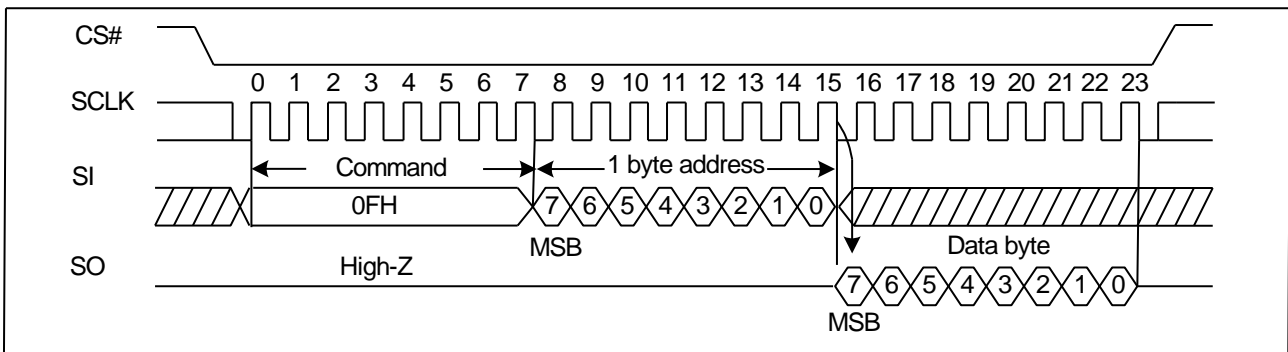 CS#
0 1 2 3 4 5 6 7 8 9 10 11 12 13 14 15 16 17 18 19 20 21 22 23
SCLK
Command 1 byte address
SI
0FH 7 6 5 4 3 2 1 0
MSB Data byte
SO High-Z
7 6 5 4 3 2 1 0
MSB